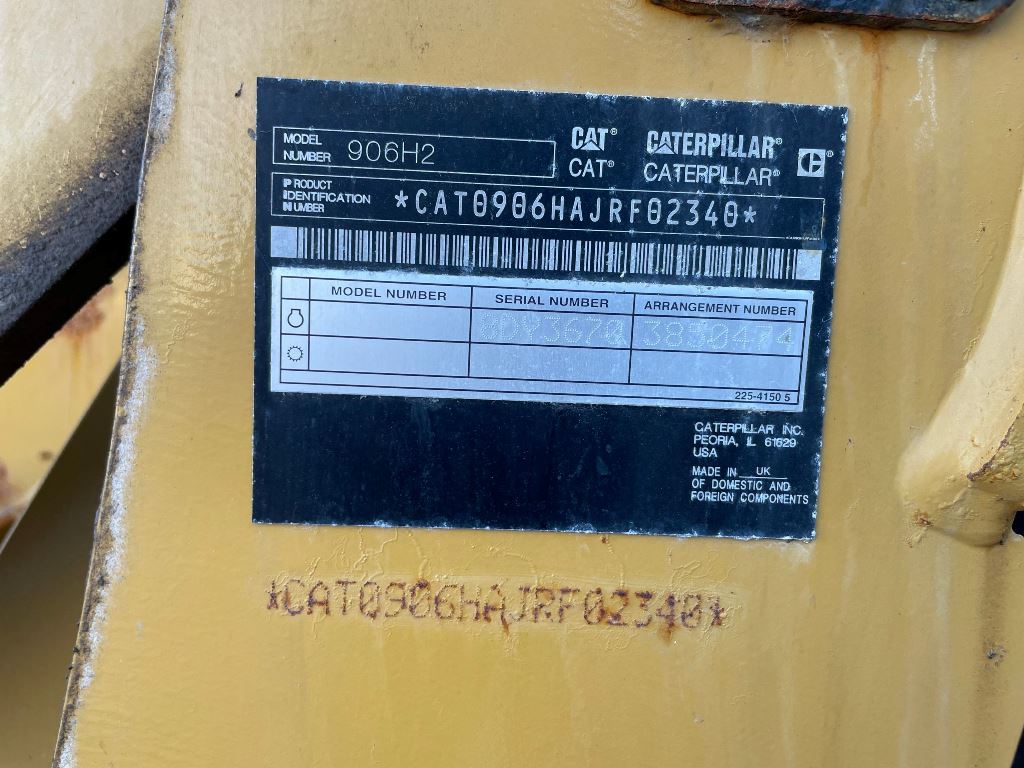 MODEL
NUMBER 906H2
CAT® CATERPILLAR®
CAT® CATERPILLAR®
PRODUCT
IDENTIFICATION
NUMBER
*CAT0906HAJRF02340*
MODEL NUMBER SERIAL NUMBER ARRANGEMENT NUMBER
3850474
225-4150 5
CATERPILLAR INC.
PEORIA, IL 61629
USA
MADE IN UK
OF DOMESTIC AND
FOREIGN COMPONENTS
*CAT0906HAJRF02340*